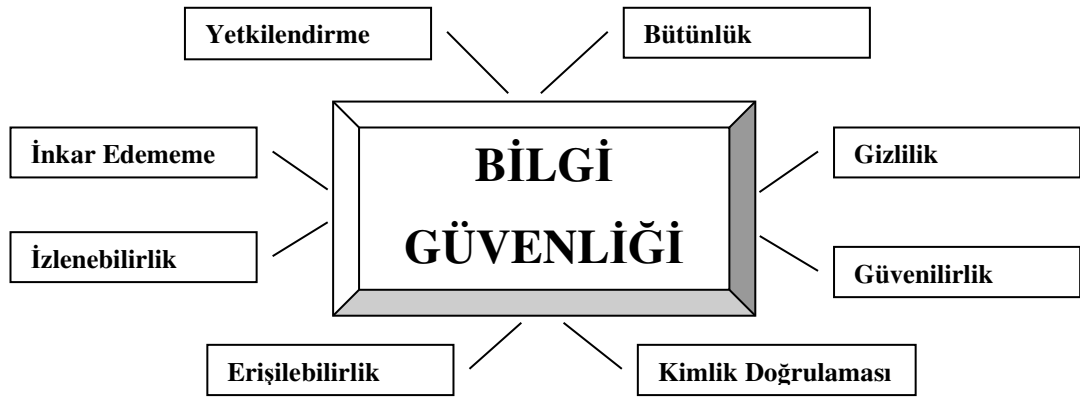 Yetkilendirme
Bütünlük
İnkar Edememe
BİLGİ
GÜVENLİĞİ
Gizlilik
İzlenebilirlik
Güvenilirlik
Erişilebilirlik
Kimlik Doğrulaması